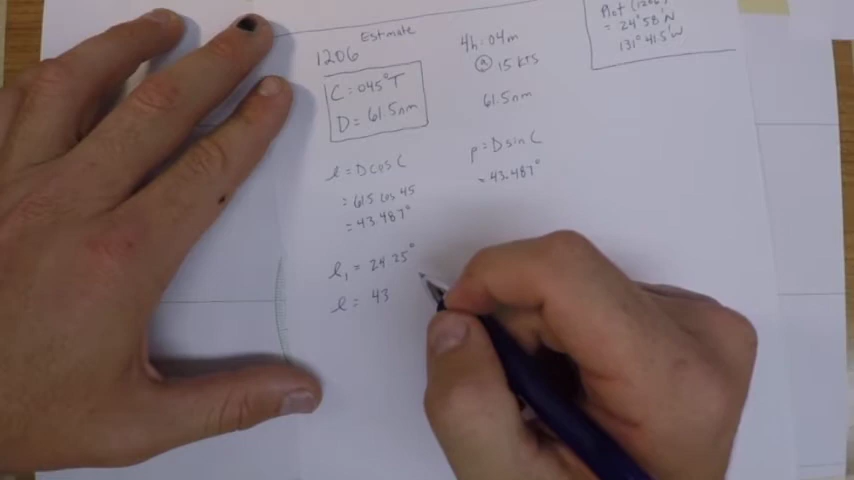 Estimate
1206
C = 045°T
D = 61.5nm
4h:04m
@ 15 kts
61.5nm
Plot (1206)
= 24°58'N
131°41.5'W
l = D cos C
= 61.5 cos 45
= 43.487°
p = D sin C
= 43.487°
l₁ = 24 25°
l = 43